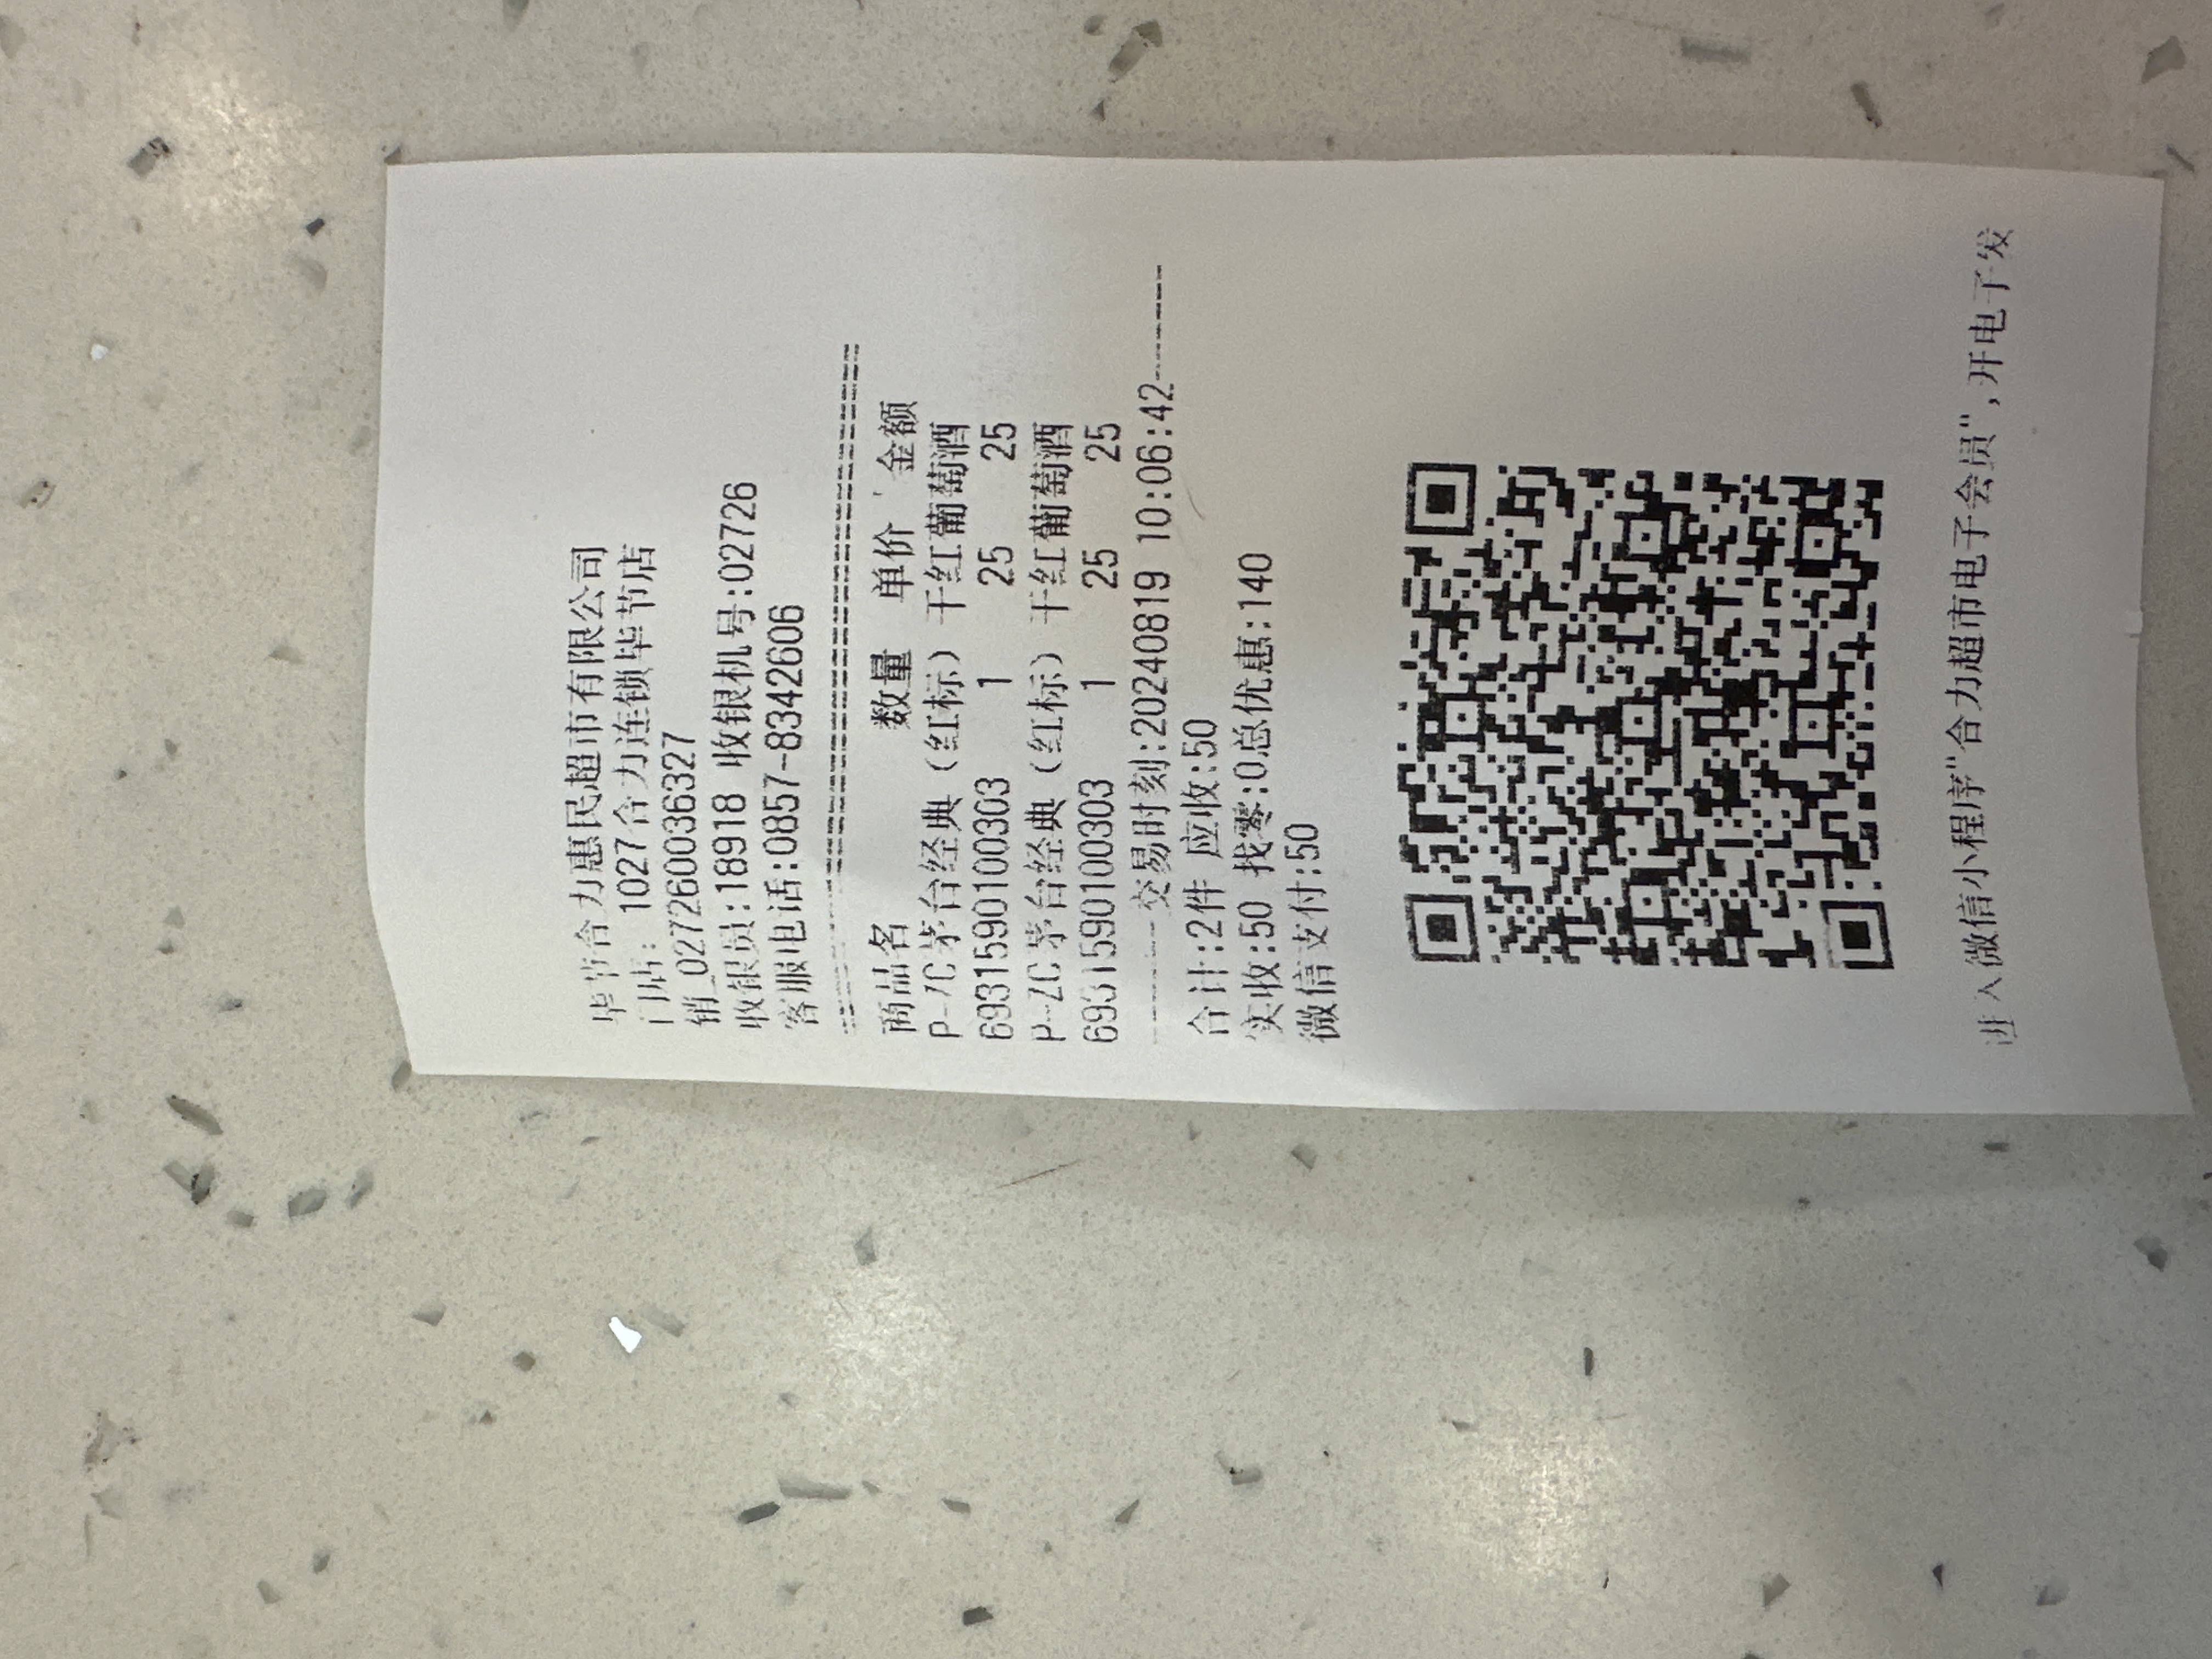 毕节合力惠民超市有限公司
门店: 1027合力连锁毕节店
销_0272600036327
收银员:18918 收银机号:02726
客服电话:0857-8342606
================================
商品名 数量 单价 金额
P-ZC茅台经典（红标）干红葡萄酒
6931590100303 1 25 25
P-ZC茅台经典（红标）干红葡萄酒
6931590100303 1 25 25
------交易时刻:20240819 10:06:42------
合计:2件 应收:50
实收:50 找零:0总优惠:140
微信支付:50
进入微信小程序"合力超市电子会员",开电子发